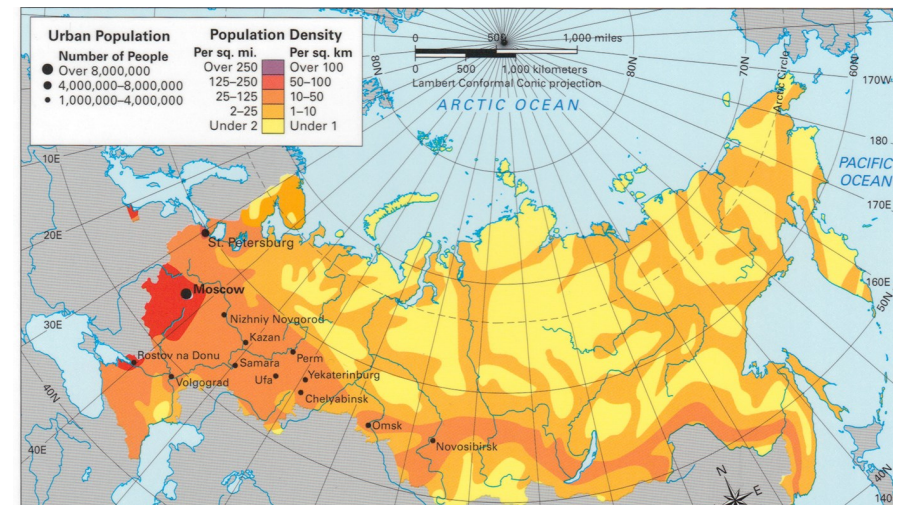 Urban Population
Number of People
Over 8,000,000
4,000,000–8,000,000
1,000,000–4,000,000
Population Density
Per sq. mi. Per sq. km
Over 250 Over 100
125–250 50–100
25–125 10–50
2–25 1–10
Under 2 Under 1
0 500 1,000 miles
0 500 1,000 kilometers
Lambert Conformal Conic projection
80N
80N
70N
60N
Arctic Circle
170W
ARCTIC OCEAN
180
10E
PACIFIC
OCEAN
170E
20E
St. Petersburg
160E
50N
Moscow
30E
Nizhniy Novgorod
Kazan
Rostov na Donu
Perm
Samara
Ufa
Yekaterinburg
Volgograd
40N
Chelyabinsk
Omsk
Novosibirsk
40E
N
E
40N
140